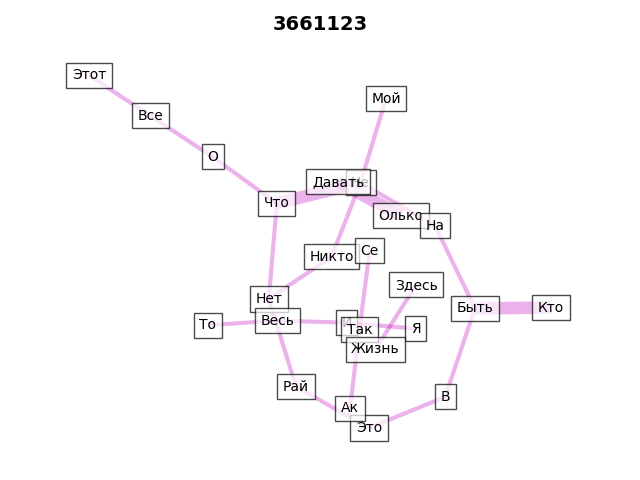 3661123
Этот
Мой
Все
О
Давать
Не
Что
Олько
На
Се
Никто
Здесь
Нет
Быть
Кто
Весь
То
Так
Я
Жизнь
Рай
В
Ак
Это